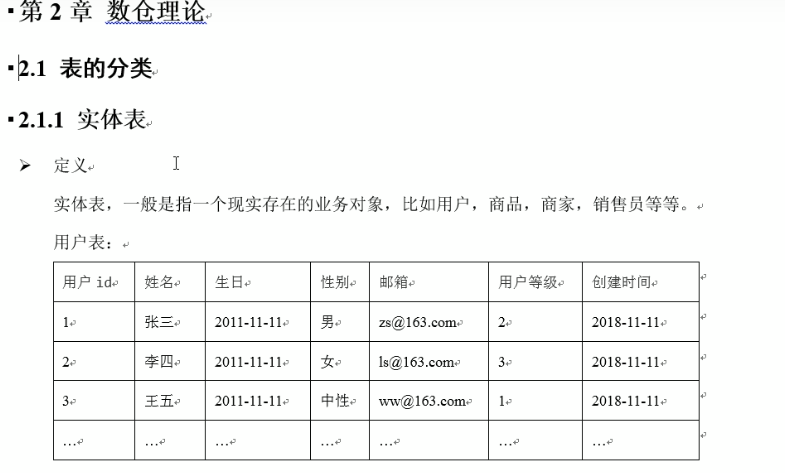 第 2 章 数仓理论
2.1 表的分类
2.1.1 实体表
定义
实体表，一般是指一个现实存在的业务对象，比如用户，商品，商家，销售员等等。
用户表：
用户 id 姓名 生日 性别 邮箱 用户等级 创建时间
1 张三 2011-11-11 男 zs@163.com 2 2018-11-11
2 李四 2011-11-11 女 ls@163.com 3 2018-11-11
3 王五 2011-11-11 中性 ww@163.com 1 2018-11-11
… … … … … … …